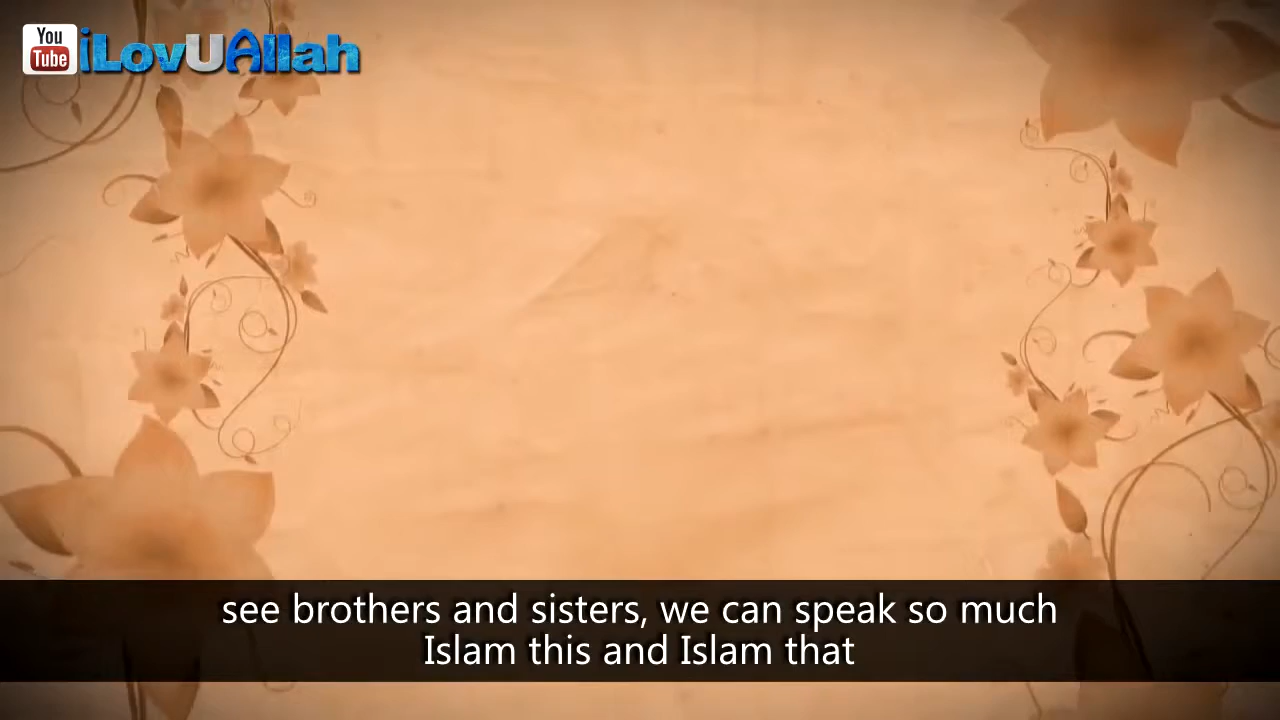 You
Tube
iLovUAllah
see brothers and sisters, we can speak so much
Islam this and Islam that